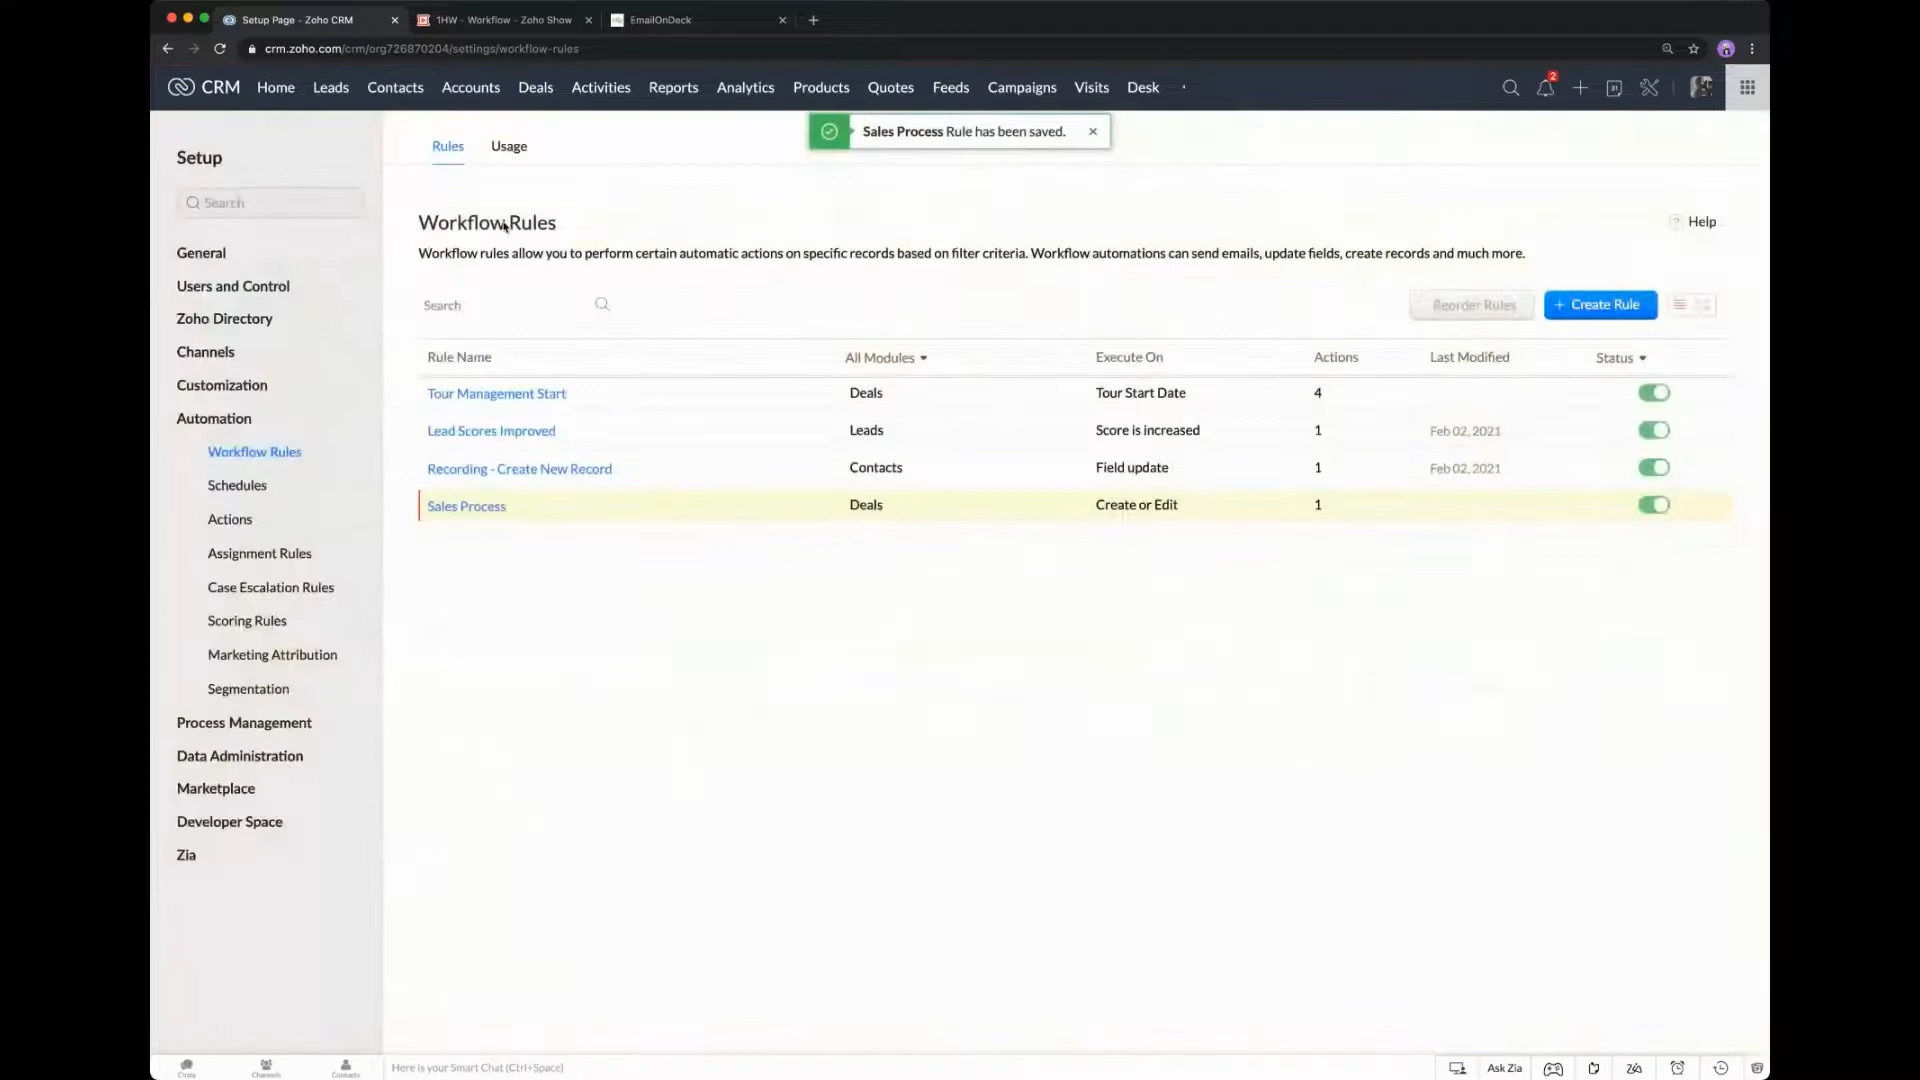 Setup Page - Zoho CRM
1HW - Workflow - Zoho Show
EmailOnDeck
crm.zoho.com/crm/org726870204/settings/workflow-rules
CRM Home Leads Contacts Accounts Deals Activities Reports Analytics Products Quotes Feeds Campaigns Visits Desk
2
Sales Process Rule has been saved.
Rules Usage
Setup
Search
General
Users and Control
Zoho Directory
Channels
Customization
Automation
Workflow Rules
Schedules
Actions
Assignment Rules
Case Escalation Rules
Scoring Rules
Marketing Attribution
Segmentation
Process Management
Data Administration
Marketplace
Developer Space
Zia
Workflow Rules
? Help
Workflow rules allow you to perform certain automatic actions on specific records based on filter criteria. Workflow automations can send emails, update fields, create records and much more.
Search
Reorder Rules + Create Rule
Rule Name All Modules Execute On Actions Last Modified Status
Tour Management Start Deals Tour Start Date 4
Lead Scores Improved Leads Score is increased 1 Feb 02, 2021
Recording - Create New Record Contacts Field update 1 Feb 02, 2021
Sales Process Deals Create or Edit 1
Chats Channels Contacts
Here is your Smart Chat (Ctrl+Space)
Ask Zia